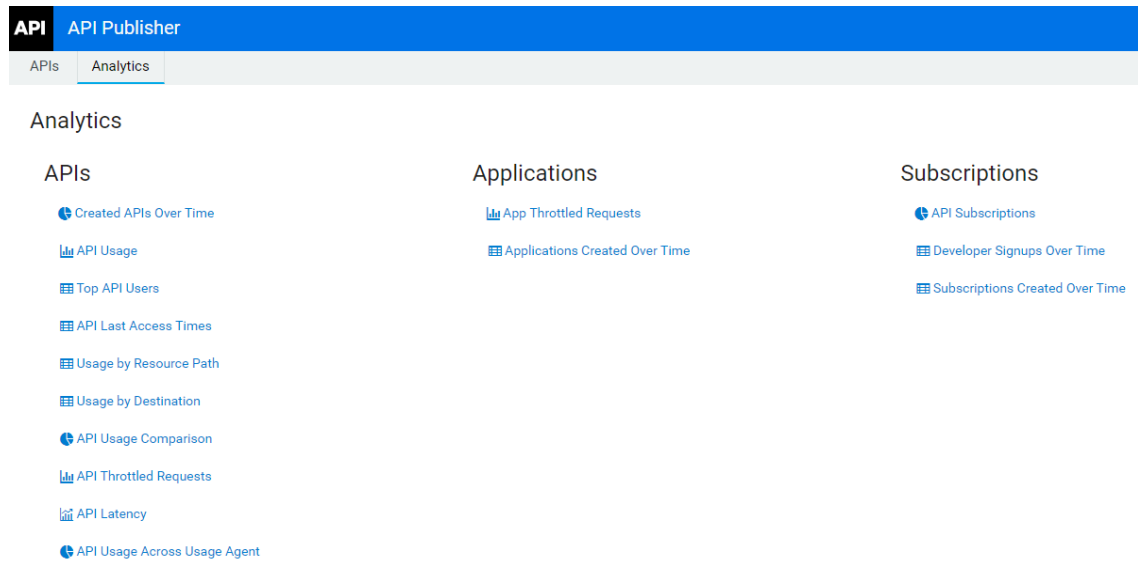 API API Publisher
APIs Analytics
Analytics
APIs
Created APIs Over Time
API Usage
Top API Users
API Last Access Times
Usage by Resource Path
Usage by Destination
API Usage Comparison
API Throttled Requests
API Latency
API Usage Across Usage Agent
Applications
App Throttled Requests
Applications Created Over Time
Subscriptions
API Subscriptions
Developer Signups Over Time
Subscriptions Created Over Time